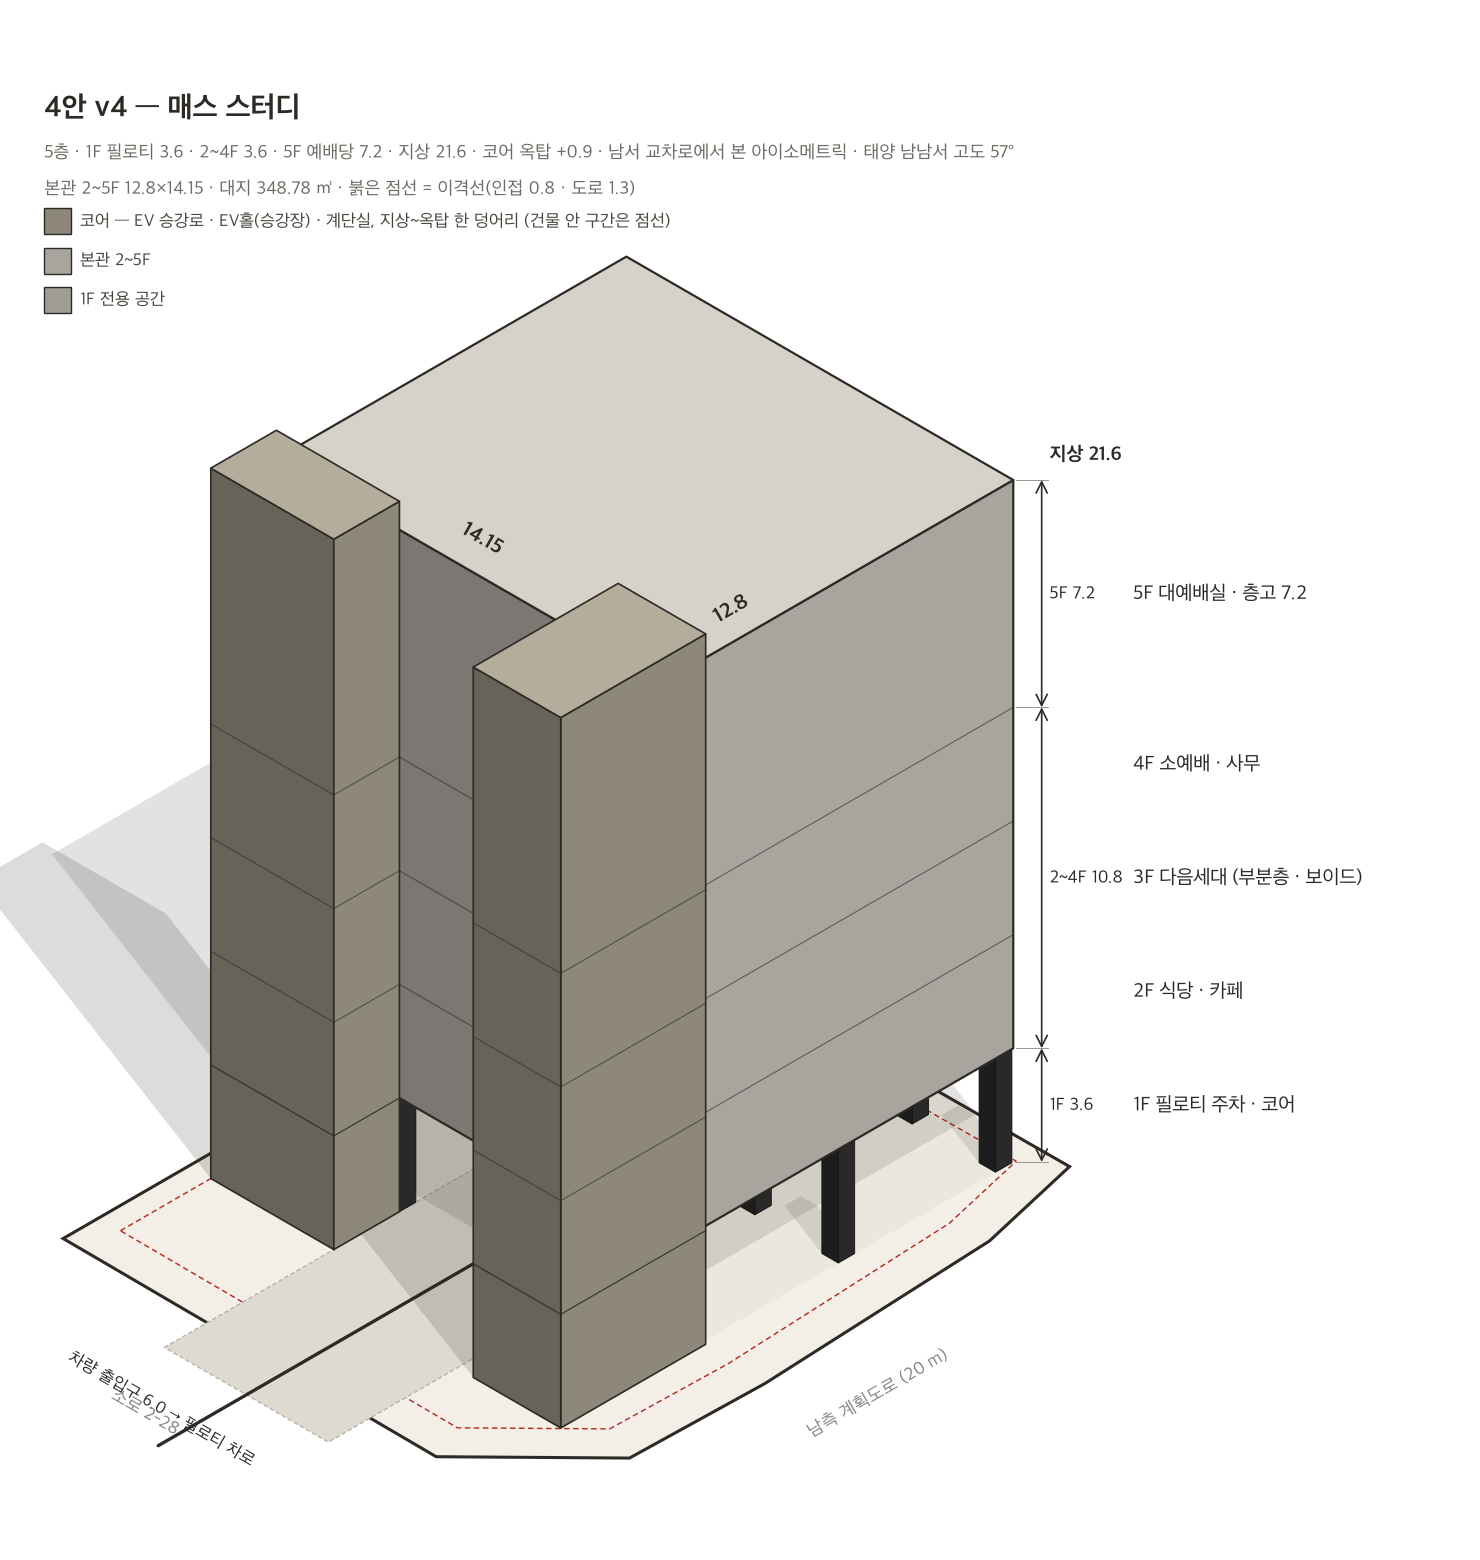 4안 v4 — 매스 스터디
5층 · 1F 필로티 3.6 · 2~4F 3.6 · 5F 예배당 7.2 · 지상 21.6 · 코어 옥탑 +0.9 · 남서 교차로에서 본 아이소메트릭 · 태양 남남서 고도 57°
본관 2~5F 12.8×14.15 · 대지 348.78 ㎡ · 붉은 점선 = 이격선(인접 0.8 · 도로 1.3)
코어 — EV 승강로 · EV홀(승강장) · 계단실, 지상~옥탑 한 덩어리 (건물 안 구간은 점선)
본관 2~5F
1F 전용 공간
지상 21.6
14.15
12.8
5F 7.2
5F 대예배실 · 층고 7.2
4F 소예배 · 사무
2~4F 10.8
3F 다음세대 (부분층 · 보이드)
2F 식당 · 카페
1F 3.6
1F 필로티 주차 · 코어
차량 출입구 6.0 → 필로티 차로
소로 2-28
남측 계획도로 (20 m)